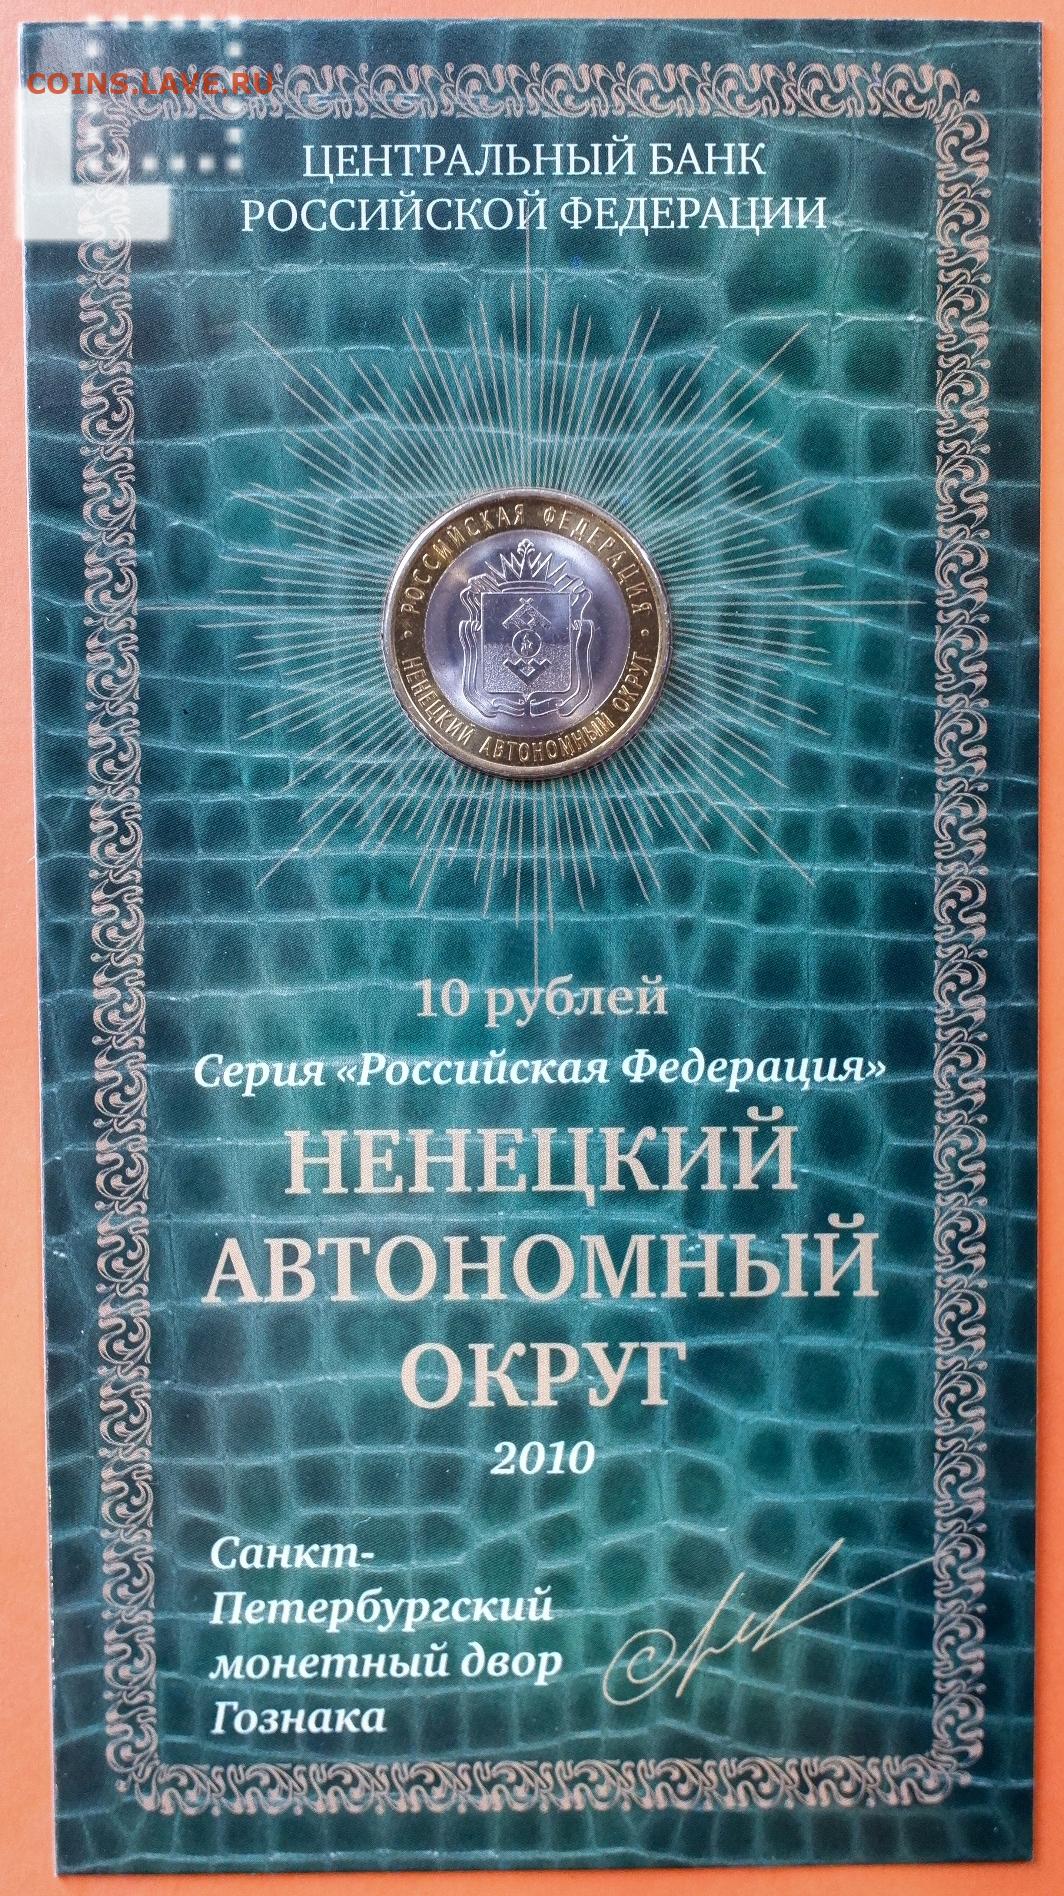 COINS.LAVE.RU
ЦЕНТРАЛЬНЫЙ БАНК
РОССИЙСКОЙ ФЕДЕРАЦИИ
РОССИЙСКАЯ ФЕДЕРАЦИЯ
НЕНЕЦКИЙ АВТОНОМНЫЙ ОКРУГ
10 рублей
Серия «Российская Федерация»
НЕНЕЦКИЙ
АВТОНОМНЫЙ
ОКРУГ
2010
Санкт-
Петербургский
монетный двор
Гознака